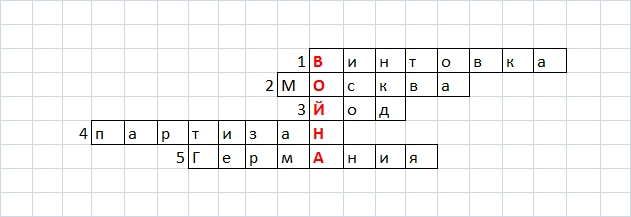 1 Винтовка
2 МОсква
3 Йод
4 партизаН
5 ГермАния